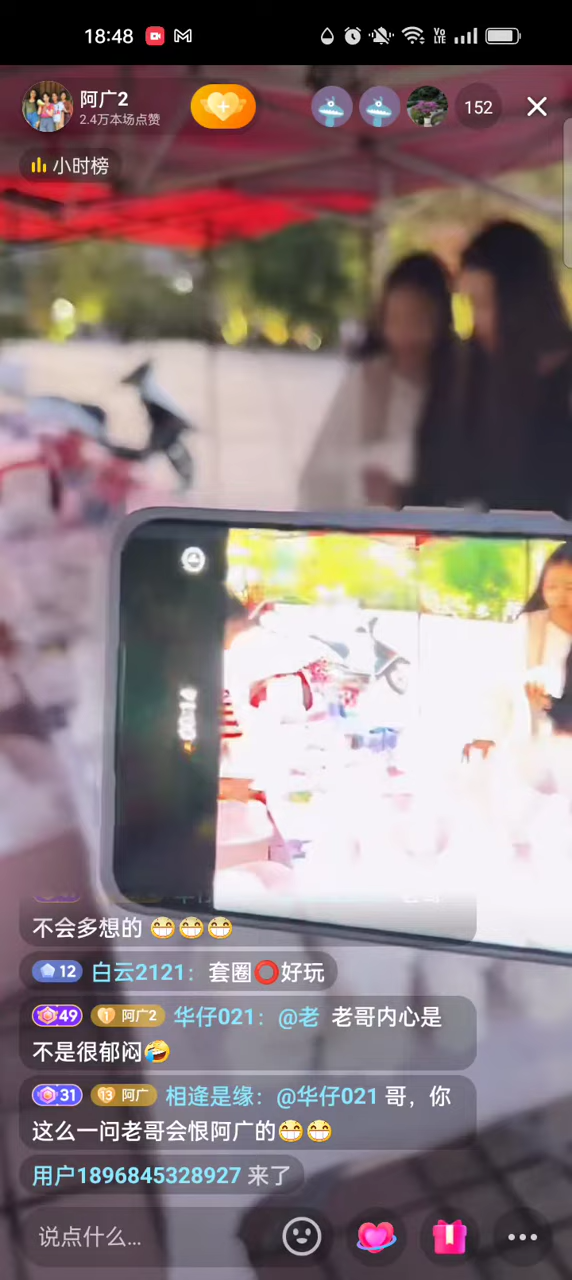 18:48
Vo LTE
阿广2
2.4万本场点赞
152
小时榜
不会多想的 😁😁😁
12 白云2121：套圈⭕好玩
49 1 阿广2 华仔021：@老 老哥内心是
不是很郁闷🤣
31 13 阿广 相逄是缘：@华仔021 哥，你
这么一问老哥会恨阿广的😁😁
用户1896845328927 来了
说点什么...